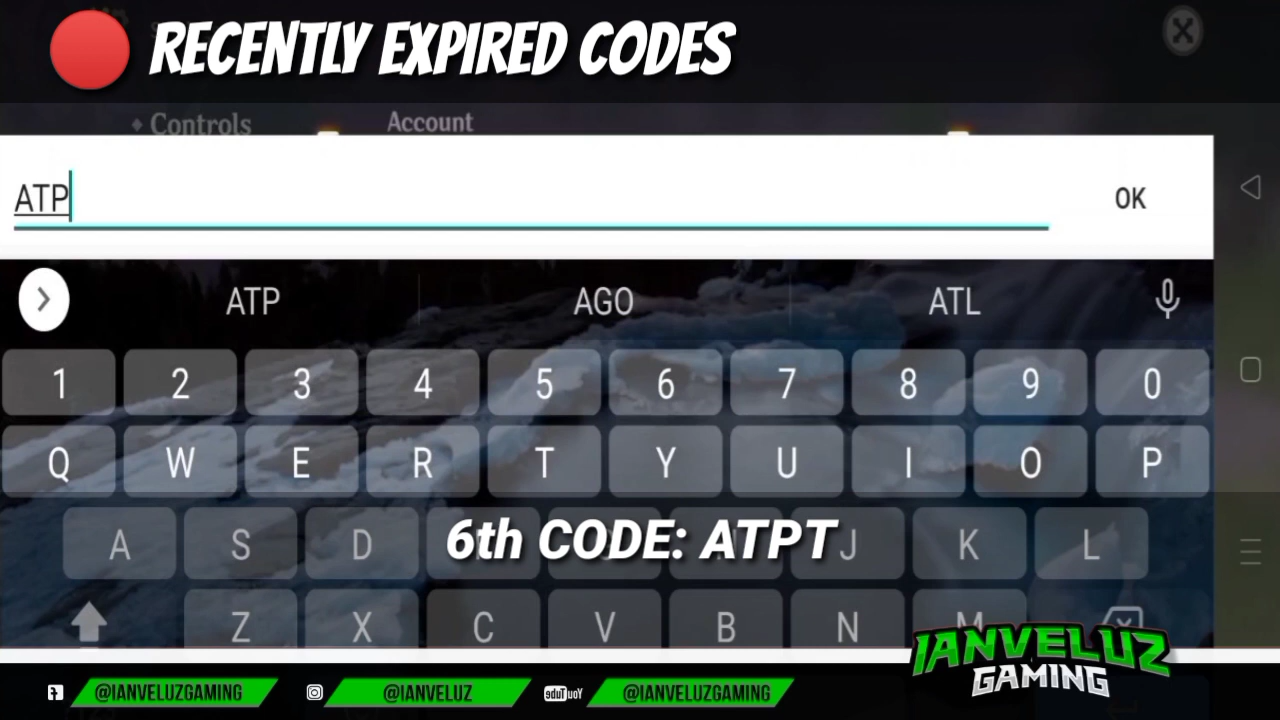 RECENTLY EXPIRED CODES
Controls
Account
ATP
OK
ATP AGO ATL
1 2 3 4 5 6 7 8 9 0
Q W E R T Y U I O P
A S D J K L
6th CODE: ATPT
Z X C V B N M
IANVELUZ
GAMING
@IANVELUZGAMING @IANVELUZ @IANVELUZGAMING